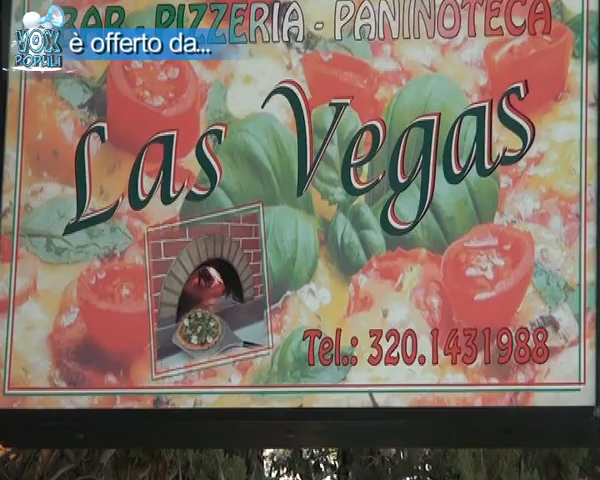 BAR - PIZZERIA - PANINOTECA
VOX
POPULI
è offerto da...
Las Vegas
Tel.: 320.1431988